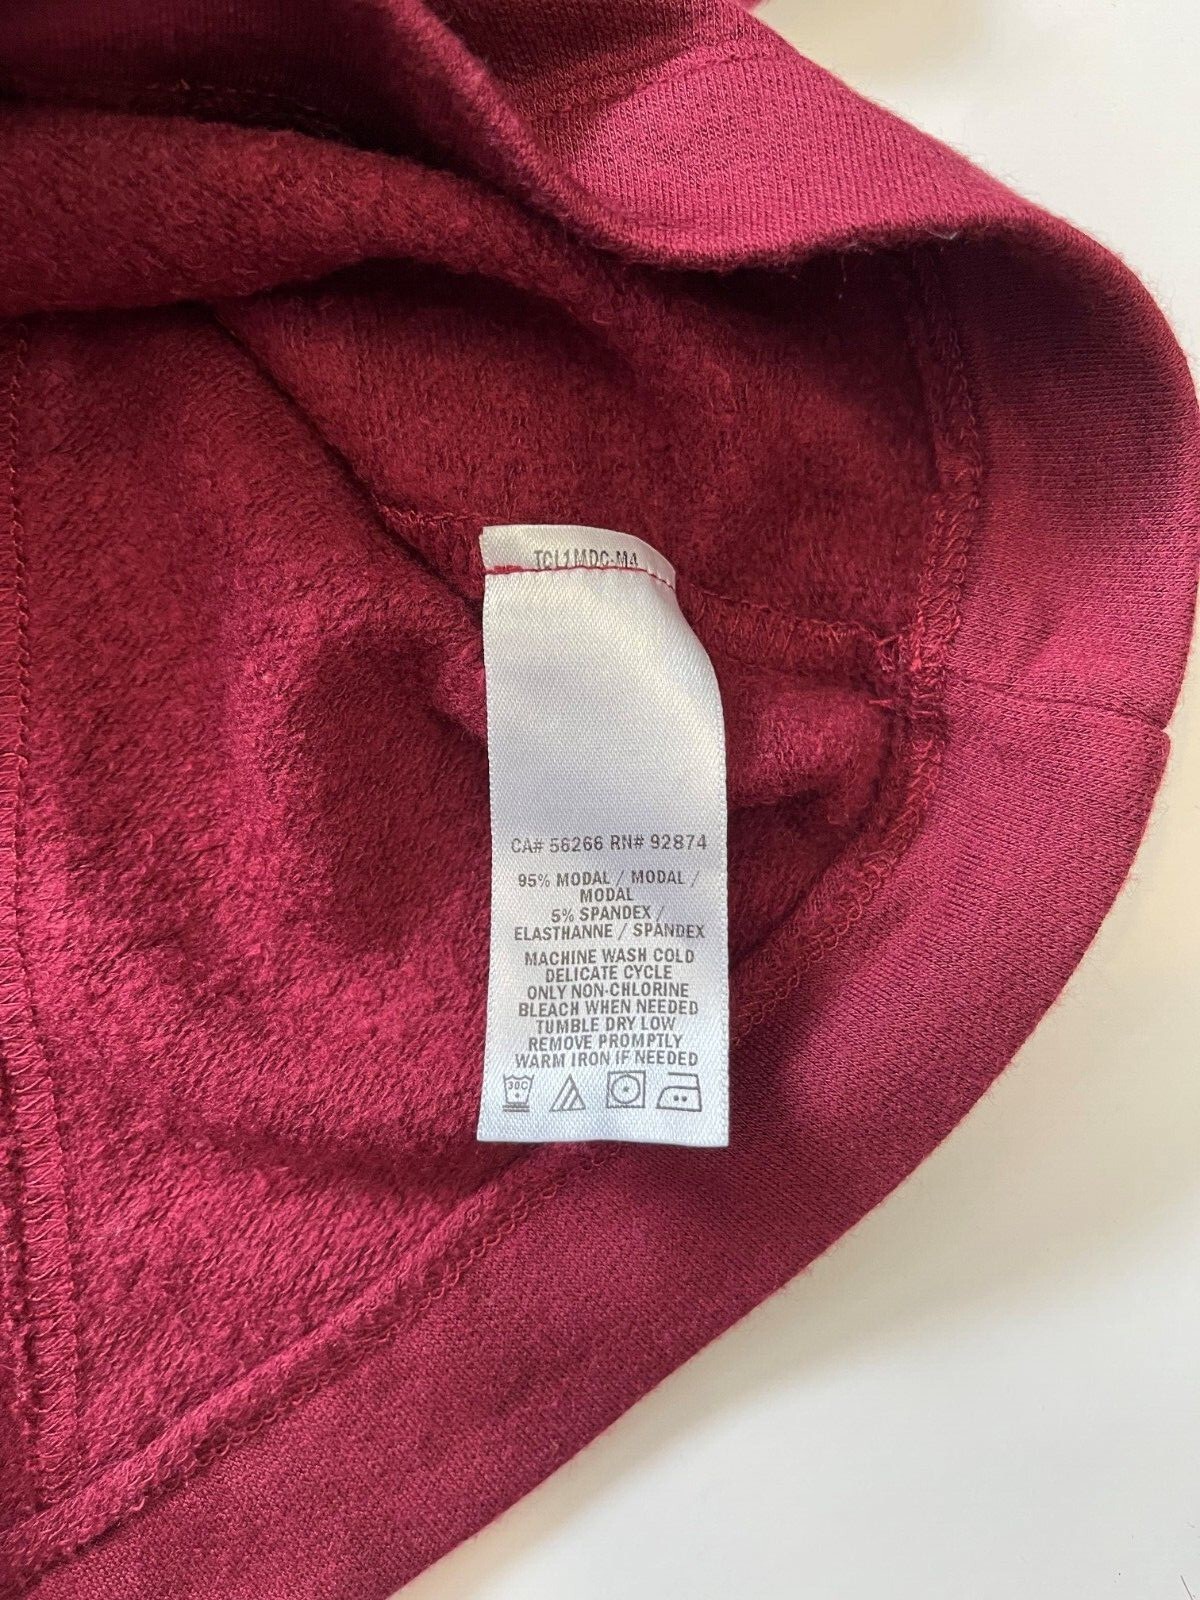 CA# 56266 RN# 92874
95% MODAL / MODAL /
MODAL
5% SPANDEX /
ELASTHANNE / SPANDEX
MACHINE WASH COLD
DELICATE CYCLE
ONLY NON-CHLORINE
BLEACH WHEN NEEDED
TUMBLE DRY LOW
REMOVE PROMPTLY
WARM IRON IF NEEDED
30C